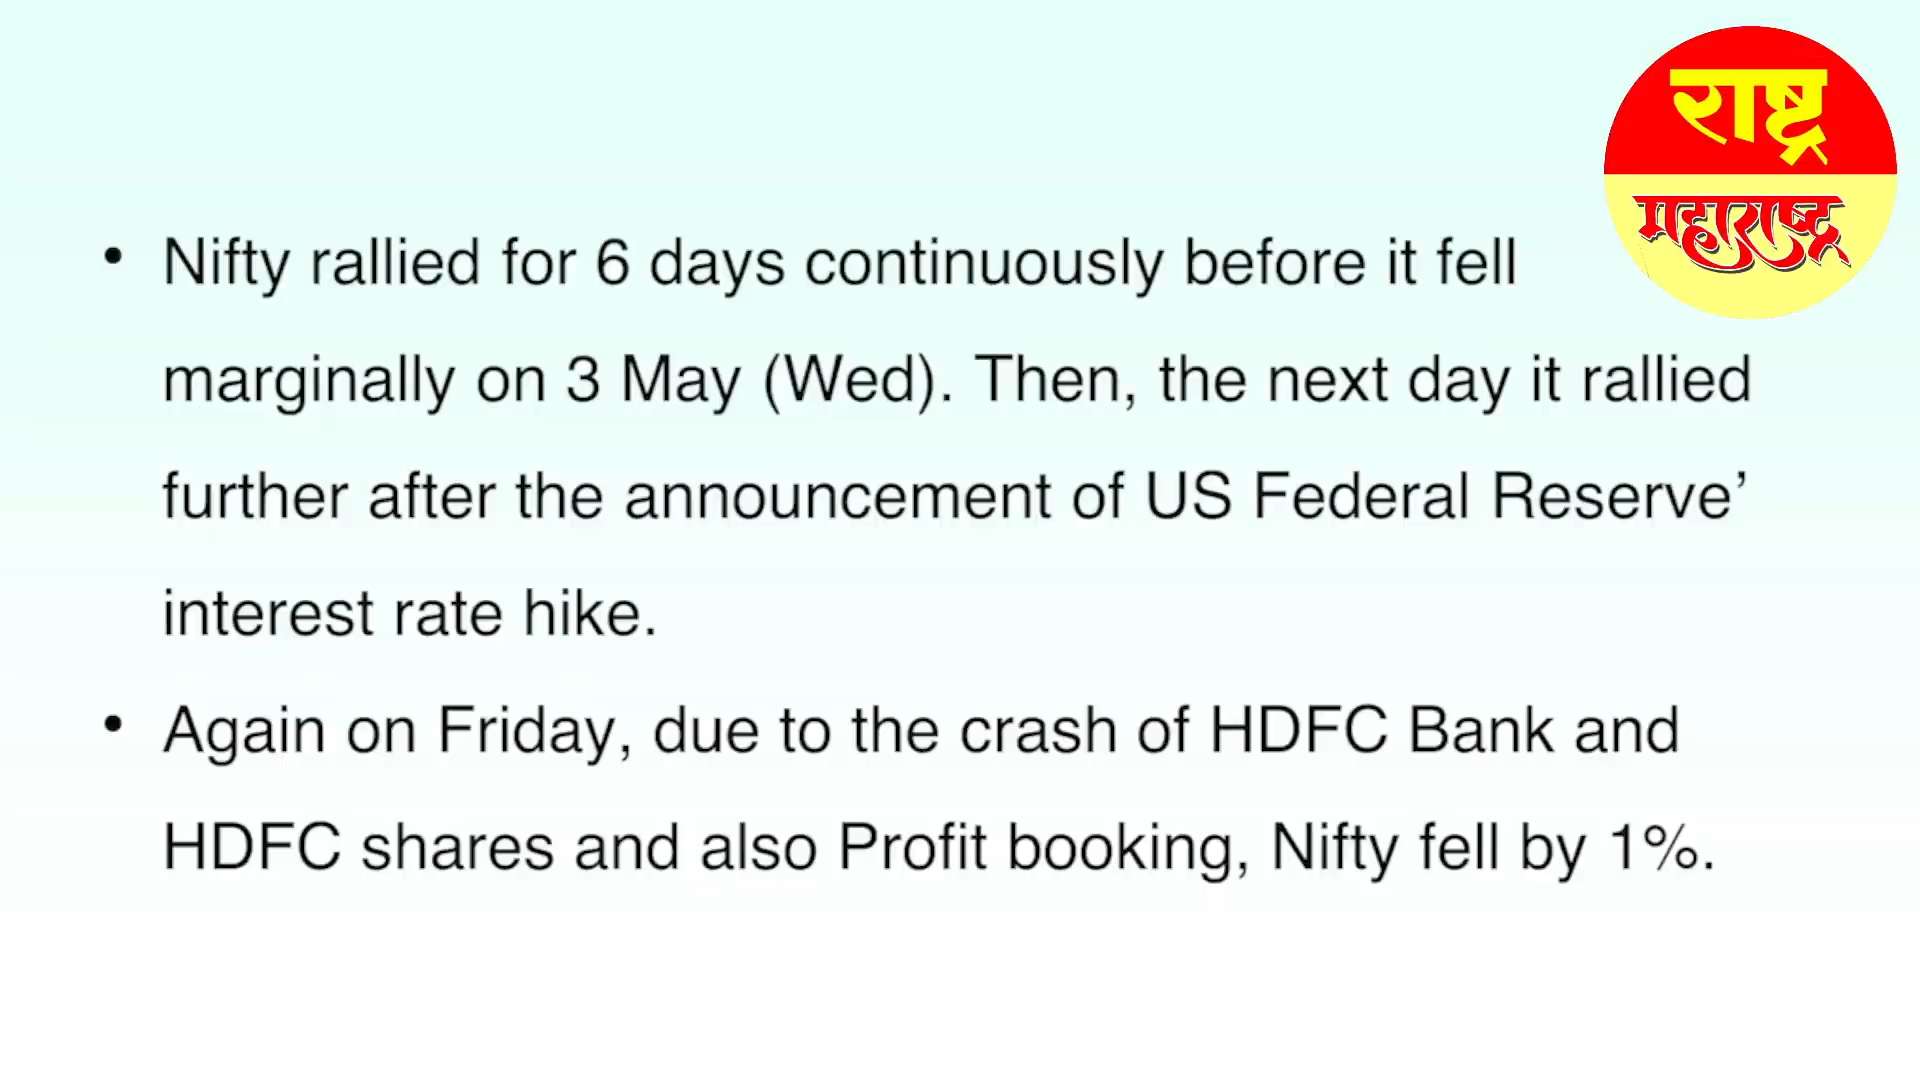 राष्ट्र
महाराष्ट्र
• Nifty rallied for 6 days continuously before it fell
marginally on 3 May (Wed). Then, the next day it rallied
further after the announcement of US Federal Reserve’
interest rate hike.
• Again on Friday, due to the crash of HDFC Bank and
HDFC shares and also Profit booking, Nifty fell by 1%.